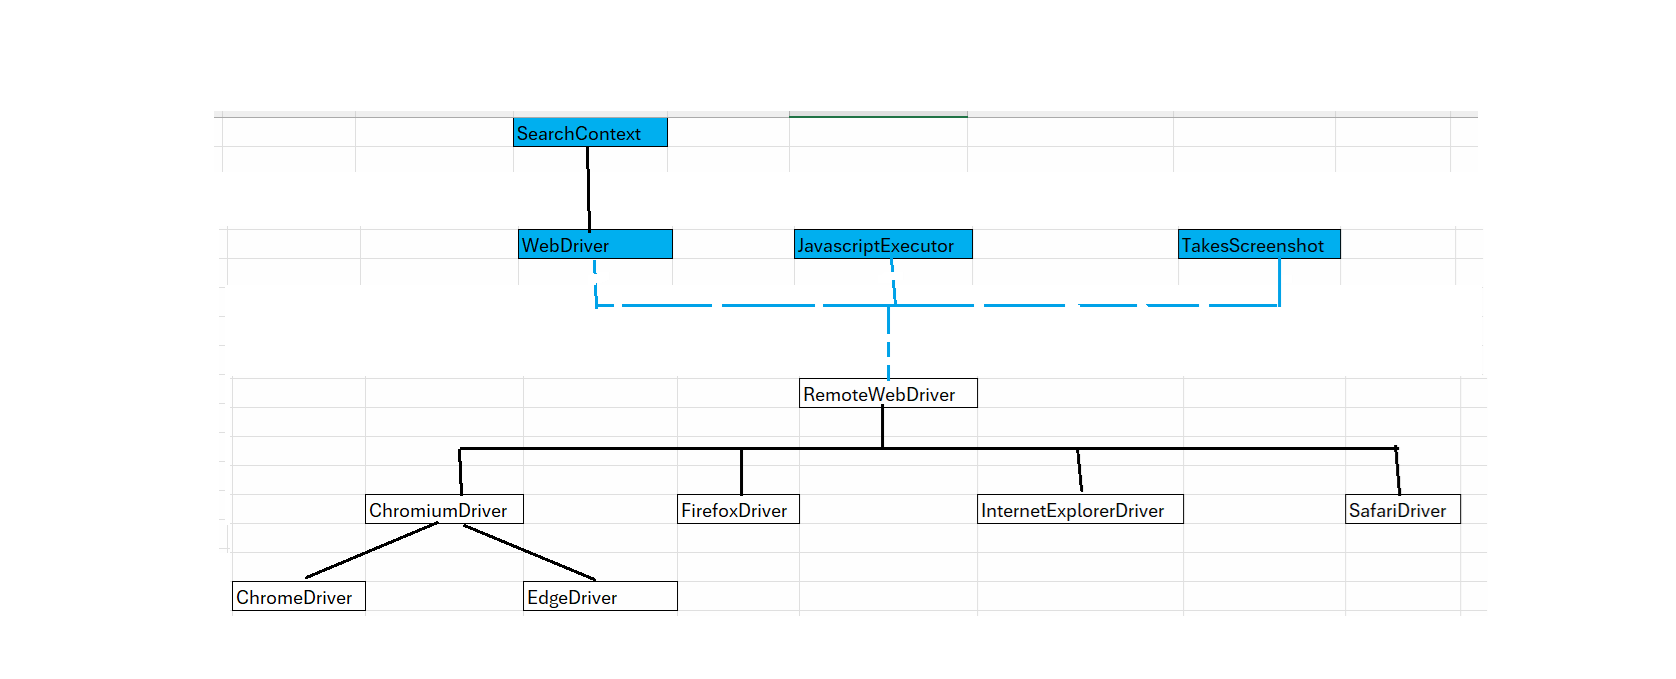 SearchContext
WebDriver
JavascriptExecutor
TakesScreenshot
RemoteWebDriver
ChromiumDriver
FirefoxDriver
InternetExplorerDriver
SafariDriver
ChromeDriver
EdgeDriver